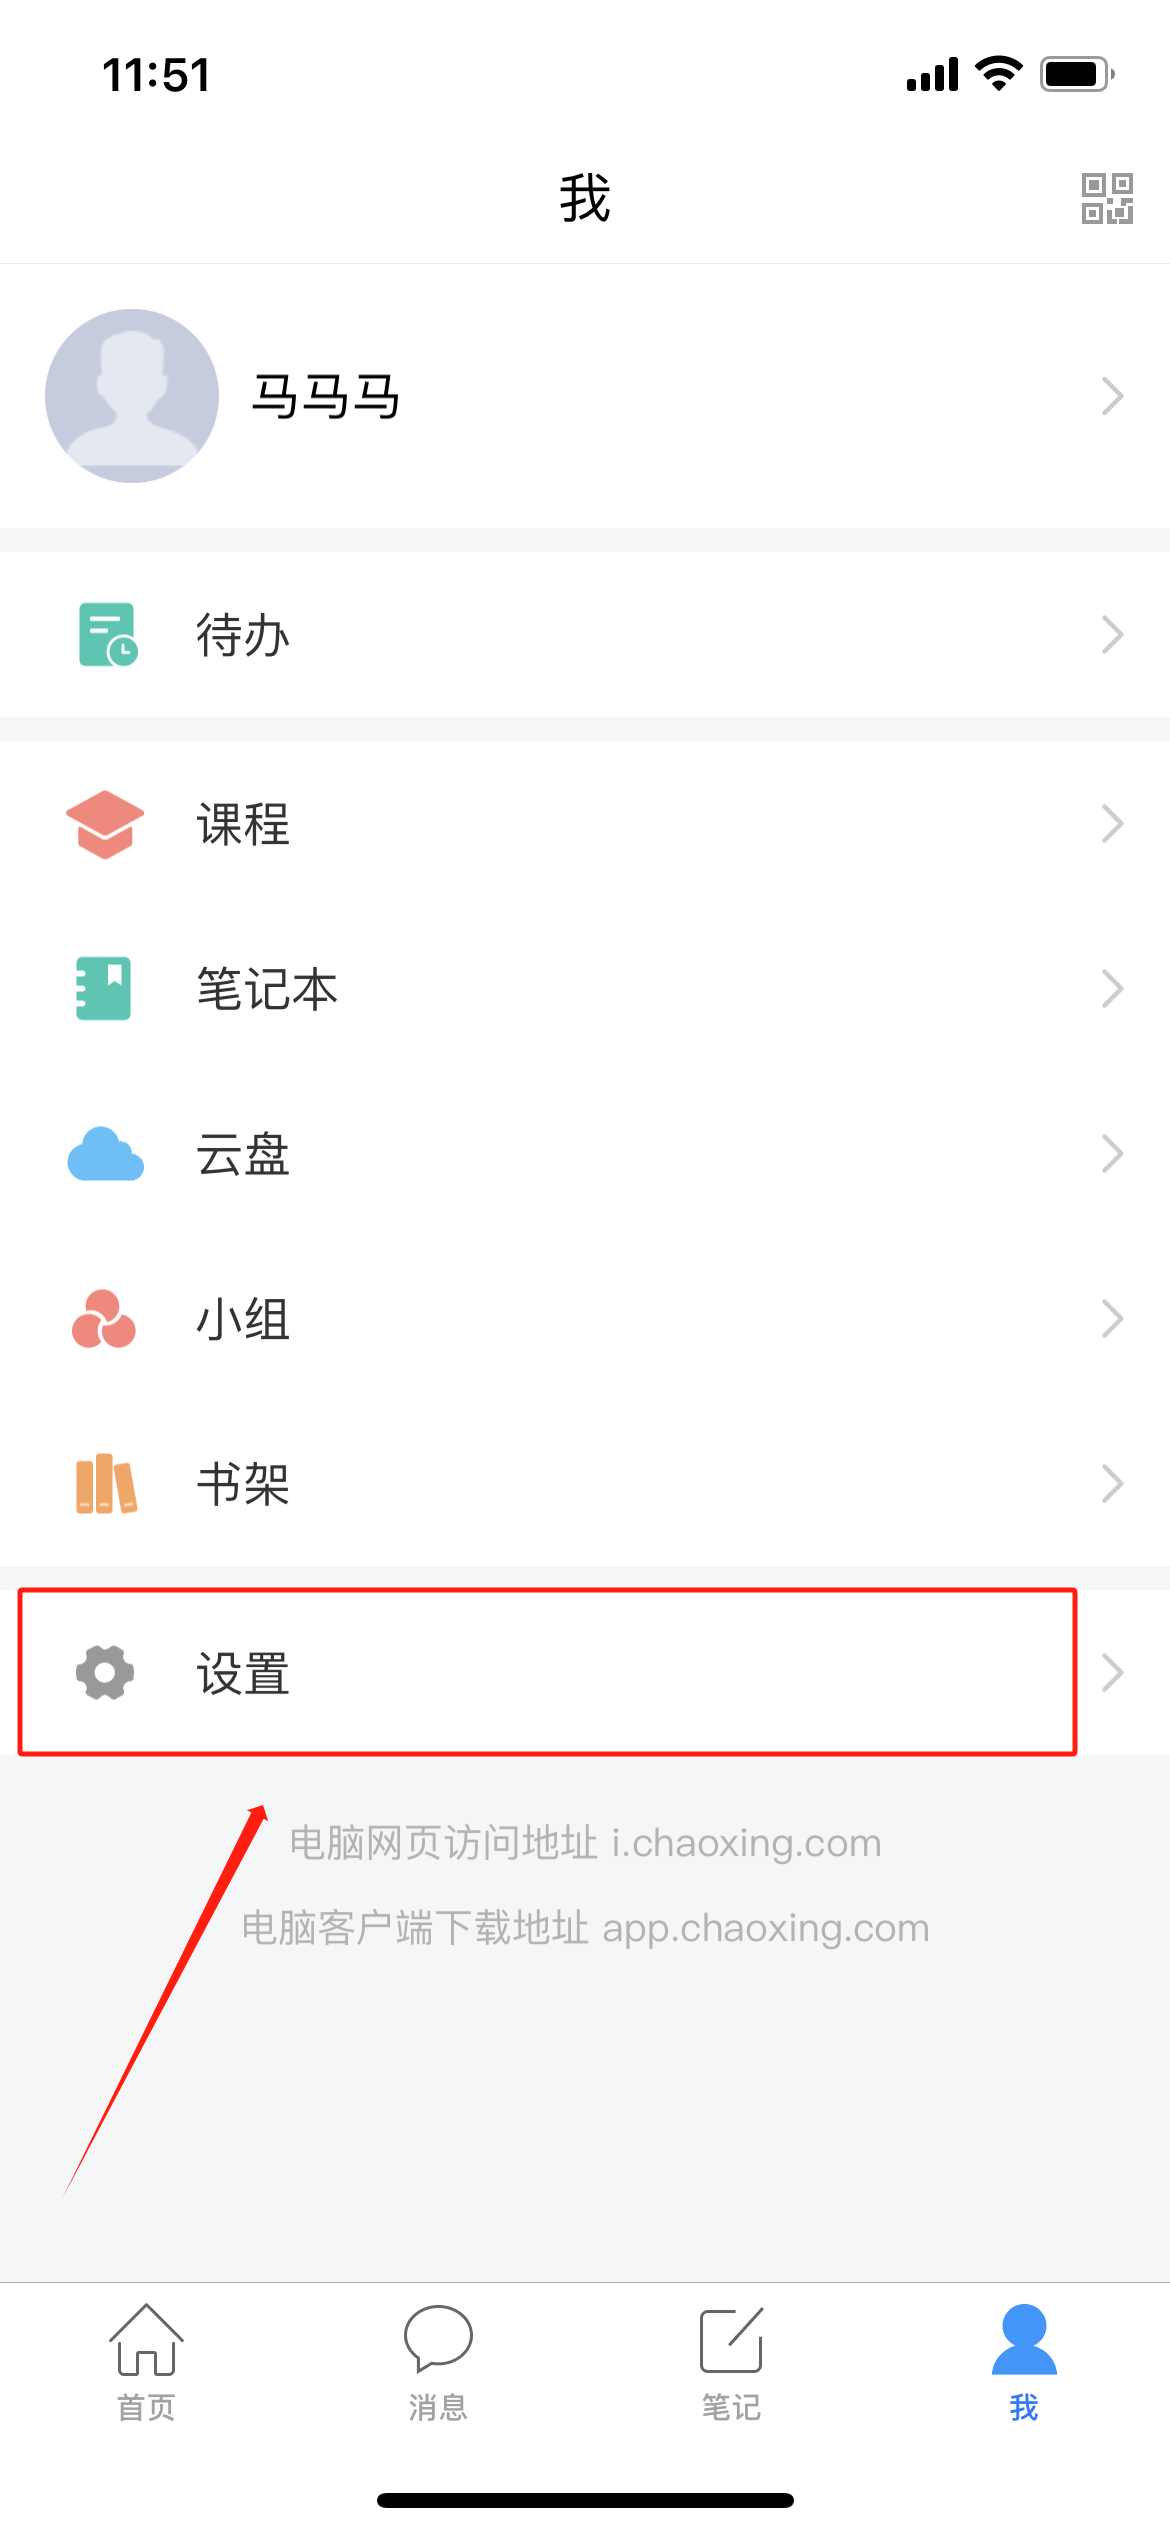 11:51
我
马马马
待办
课程
笔记本
云盘
小组
书架
设置
电脑网页访问地址 i.chaoxing.com
电脑客户端下载地址 app.chaoxing.com
首页
消息
笔记
我